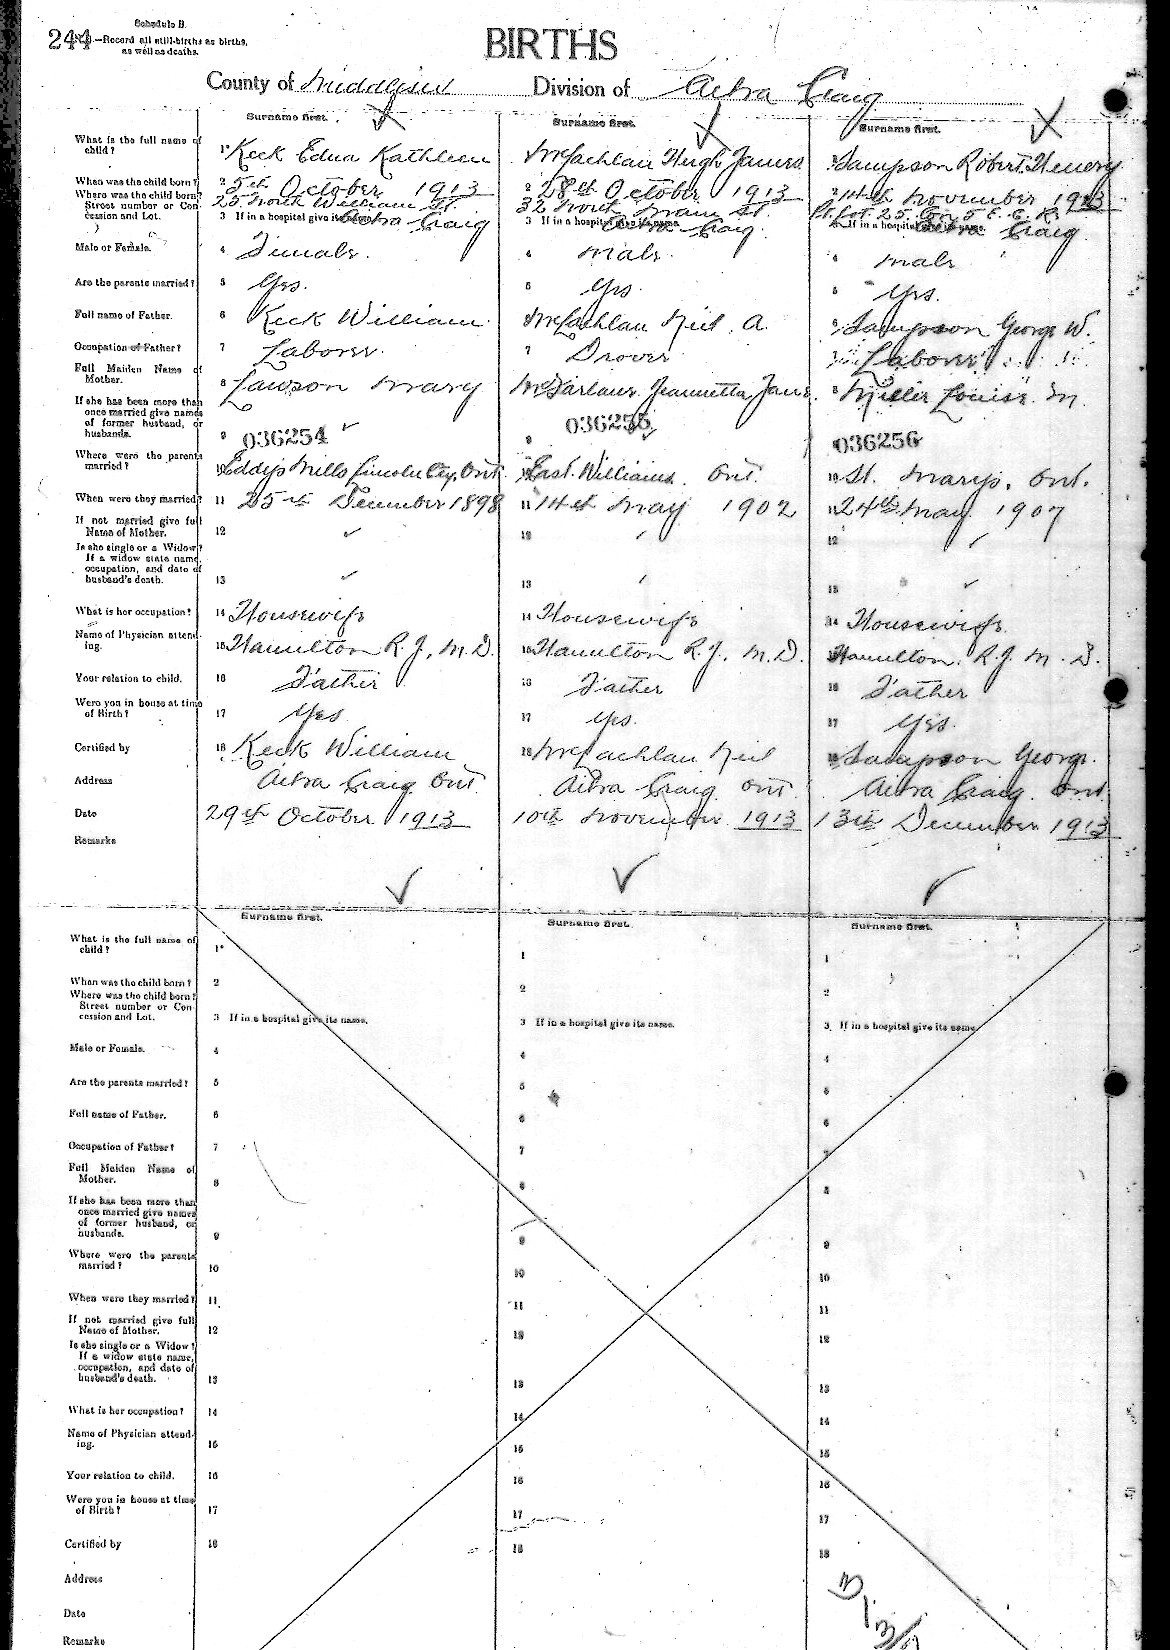 Schedule B.
244
—Record all still-births as births,
as well as deaths.
BIRTHS
County of Middlesex Division of Ailsa Craig
Surname first. Surname first. Surname first.
What is the full name of
child?
1 Keck Edna Kathleen
McLachlan Hugh James
Sampson Robert Henery
When was the child born?
2 5th October 1913
2 28th October 1913
2 14th November 1913
Where was the child born?
Street number or Con-
cession and Lot.
25 North William St.
3 If in a hospital give its name.
Ailsa Craig
32 North Main St.
3 If in a hospital give its name.
Ailsa Craig.
Pt. Lot 25. Con 5 E. C. R.
If in a hospital give its name.
Ailsa Craig
Male or Female.
4 Female.
4 Male
4 Male
Are the parents married?
5 Yes.
5 Yes
5 Yes.
Full name of Father.
6 Keck William
McLachlan Neil. A.
Sampson George W.
Occupation of Father?
7 Laborer.
7 Drover
Laborer
Full Maiden Name of
Mother.
8 Lawson Mary
McFarlane Jeannetta Jane.
8 Miller Louise. M.
If she has been more than
once married give names
of former husband, or
husbands.
9 036254
9 036255
036256
Where were the parents
married?
Eddys Mills Lincoln Cty, Ont.
East. Williams. Ont.
10 St. Marys. Ont.
When were they married?
11 25th December 1898
11 14th May 1902
11 24th May 1907
If not married give full
Name of Mother.
12
12
12
Is she single or a Widow?
If a widow state name,
occupation, and date of
husband's death.
13
13
13
What is her occupation?
14 Housewife
14 Housewife
14 Housewife.
Name of Physician attend-
ing.
15 Hamilton R. J. M. D.
15 Hamilton R. J. M. D.
Hamilton. R. J. M. D.
Your relation to child.
16 Father
16 Father
16 Father
Were you in house at time
of Birth?
17 Yes
17 Yes.
17 Yes.
Certified by
18 Keck William
18 McLachlan Neil
18 Sampson George.
Address
Ailsa Craig Ont.
Ailsa Craig Ont
Ailsa Craig. Ont.
Date
29th October 1913
10th November 1913
13th December 1913
Remarks
Surname first. Surname first. Surname first.
What is the full name of
child?
1 1 1
When was the child born?
2 2 2
Where was the child born?
Street number or Con-
cession and Lot.
3 If in a hospital give its name. 3 If in a hospital give its name. 3 If in a hospital give its name
Male or Female.
4 4 4
Are the parents married?
5 5 5
Full name of Father.
6 6 6
Occupation of Father?
7 7 7
Full Maiden Name of
Mother.
8 8 8
If she has been more than
once married give names
of former husband, or
husbands.
9 9 9
Where were the parents
married?
10 10 10
When were they married?
11 11 11
If not married give full
Name of Mother.
12 12 12
Is she single or a Widow?
If a widow state name,
occupation, and date of
husband's death.
13 13 13
What is her occupation?
14 14 14
Name of Physician attend-
ing.
15 15 15
Your relation to child.
16 16 16
Were you in house at time
of Birth?
17 17 17
Certified by
18 18 18
Address
Date
Remarks